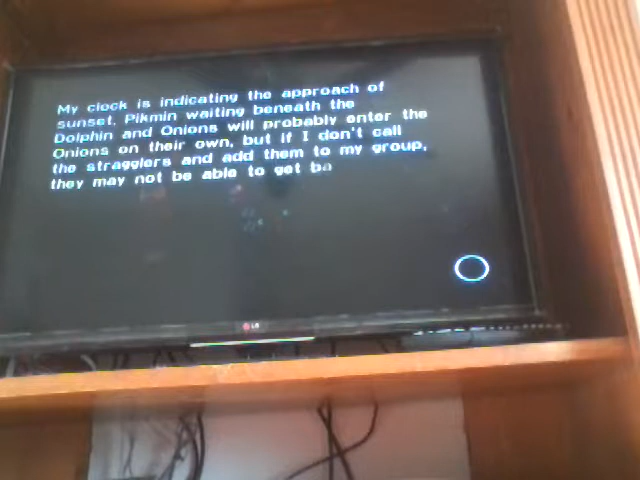 My clock is indicating the approach of
sunset. Pikmin waiting beneath the
Dolphin and Onions will probably enter the
Onions on their own, but if I don't call
the stragglers and add them to my group,
they may not be able to get ba
LG